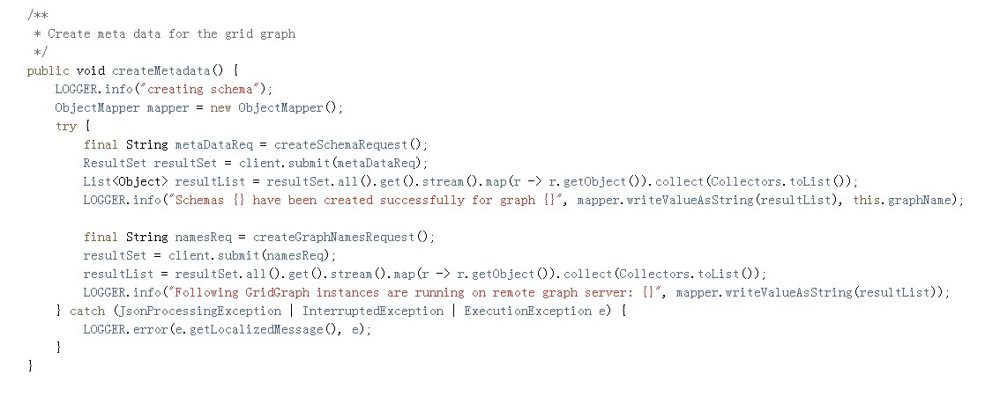 /**
 * Create meta data for the grid graph
 */
public void createMetadata() {
    LOGGER.info("creating schema");
    ObjectMapper mapper = new ObjectMapper();
    try {
        final String metaDataReq = createSchemaRequest();
        ResultSet resultSet = client.submit(metaDataReq);
        List<Object> resultList = resultSet.all().get().stream().map(r -> r.getObject()).collect(Collectors.toList());
        LOGGER.info("Schemas {} have been created successfully for graph {}", mapper.writeValueAsString(resultList), this.graphName);

        final String namesReq = createGraphNamesRequest();
        resultSet = client.submit(namesReq);
        resultList = resultSet.all().get().stream().map(r -> r.getObject()).collect(Collectors.toList());
        LOGGER.info("Following GridGraph instances are running on remote graph server: {}", mapper.writeValueAsString(resultList));
    } catch (JsonProcessingException | InterruptedException | ExecutionException e) {
        LOGGER.error(e.getLocalizedMessage(), e);
    }
}